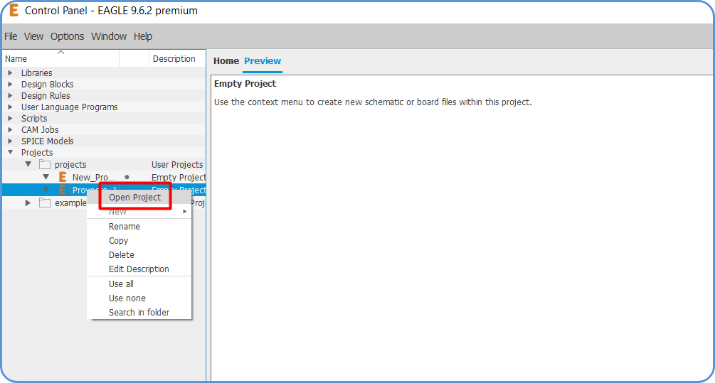 Control Panel - EAGLE 9.6.2 premium
File View Options Window Help
Name Description
Home Preview
Libraries
Design Blocks
Design Rules
User Language Programs
Scripts
CAM Jobs
SPICE Models
Projects
projects User Projects
New_Pro... Empty Project
Empty Project
Empty Project
Use the context menu to create new schematic or board files within this project.
Open Project
New
Rename
Copy
Delete
Edit Description
Use all
Use none
Search in folder